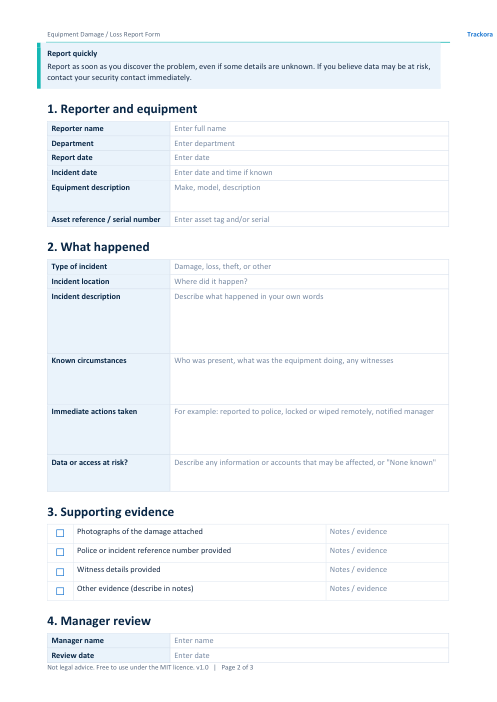 Equipment Damage / Loss Report Form
Trackora
Report quickly
Report as soon as you discover the problem, even if some details are unknown. If you believe data may be at risk,
contact your security contact immediately.
1. Reporter and equipment
Reporter name Enter full name
Department Enter department
Report date Enter date
Incident date Enter date and time if known
Equipment description Make, model, description
Asset reference / serial number Enter asset tag and/or serial
2. What happened
Type of incident Damage, loss, theft, or other
Incident location Where did it happen?
Incident description Describe what happened in your own words
Known circumstances Who was present, what was the equipment doing, any witnesses
Immediate actions taken For example: reported to police, locked or wiped remotely, notified manager
Data or access at risk? Describe any information or accounts that may be affected, or "None known"
3. Supporting evidence
Photographs of the damage attached Notes / evidence
Police or incident reference number provided Notes / evidence
Witness details provided Notes / evidence
Other evidence (describe in notes) Notes / evidence
4. Manager review
Manager name Enter name
Review date Enter date
Not legal advice. Free to use under the MIT licence. v1.0 | Page 2 of 3